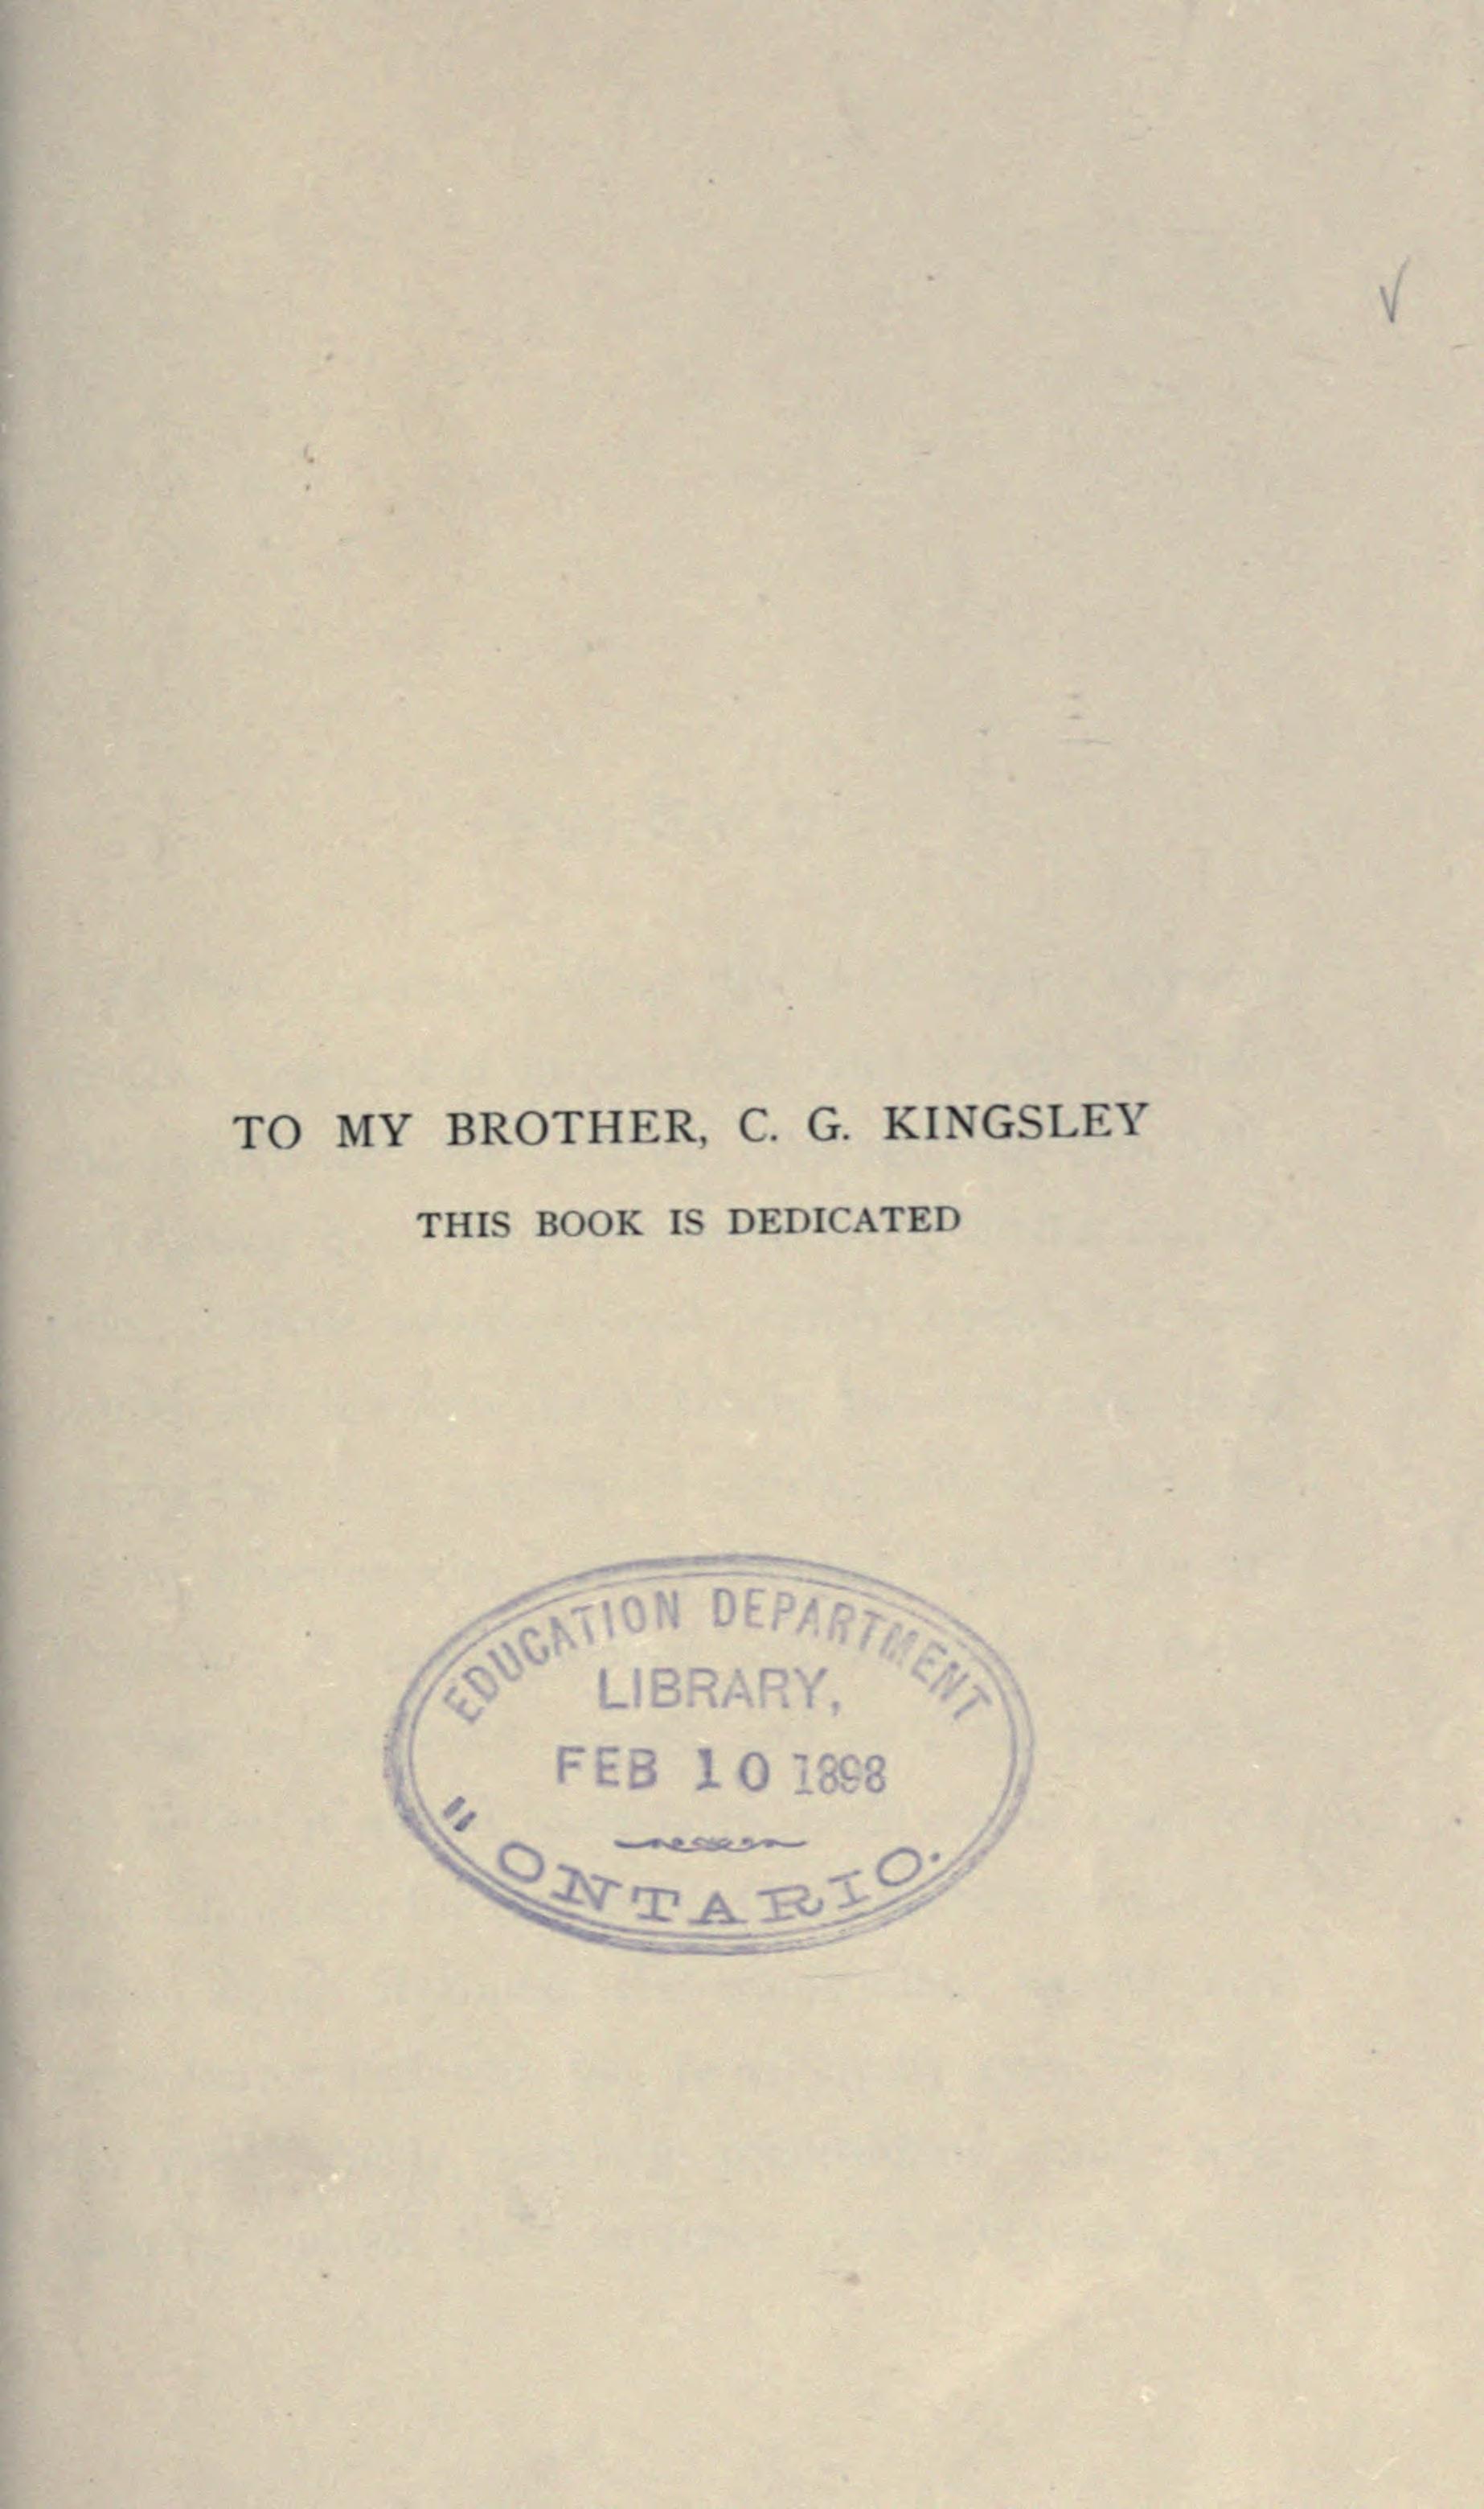 TO MY BROTHER, C. G. KINGSLEY
THIS BOOK IS DEDICATED
EDUCATION DEPARTMENT
LIBRARY,
FEB 10 1898
" ONTARIO.